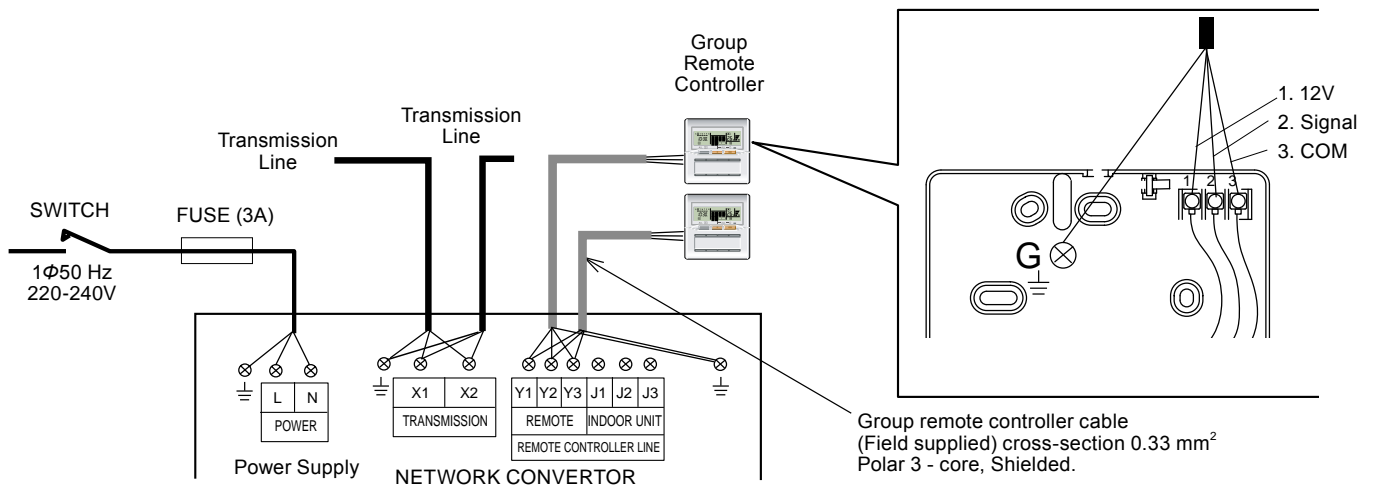 Group
Remote
Controller
Transmission
Line
Transmission
Line
SWITCH
FUSE (3A)
1Φ50 Hz
220-240V
1. 12V
2. Signal
3. COM
1 2 3
G
X1 X2
TRANSMISSION
L N
POWER
Y1 Y2 Y3 J1 J2 J3
REMOTE INDOOR UNIT
REMOTE CONTROLLER LINE
Power Supply
NETWORK CONVERTOR
Group remote controller cable
(Field supplied) cross-section 0.33 mm²
Polar 3 - core, Shielded.